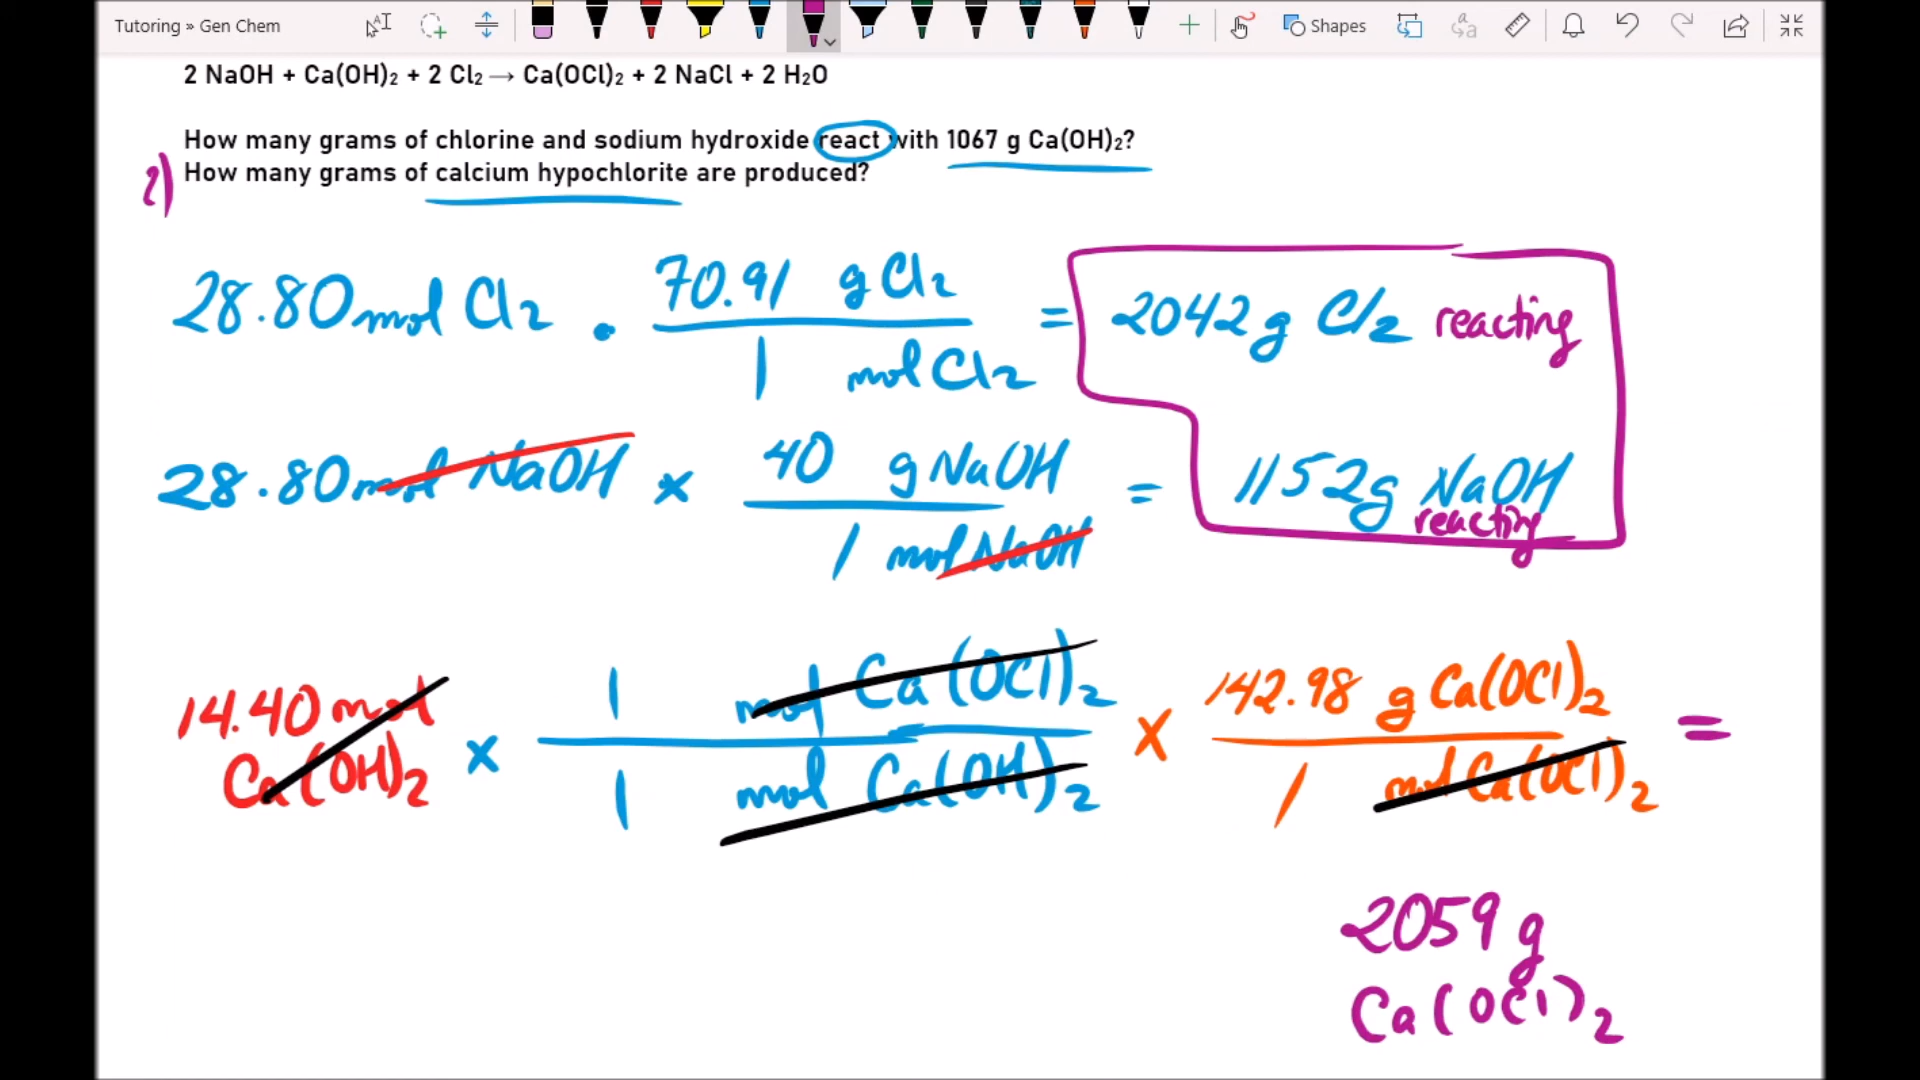 Tutoring » Gen Chem
Shapes
2 NaOH + Ca(OH)₂ + 2 Cl₂ → Ca(OCl)₂ + 2 NaCl + 2 H₂O
How many grams of chlorine and sodium hydroxide react with 1067 g Ca(OH)₂?
2) How many grams of calcium hypochlorite are produced?
28.80 mol Cl₂ · 70.91 g Cl₂ / 1 mol Cl₂ = 2042 g Cl₂ reacting
28.80 mol NaOH x 40 g NaOH / 1 mol NaOH = 1152 g NaOH reacting
14.40 mol Ca(OH)₂ x 1 mol Ca(OCl)₂ / 1 mol Ca(OH)₂ x 142.98 g Ca(OCl)₂ / 1 mol Ca(OCl)₂ =
2059 g
Ca(OCl)₂